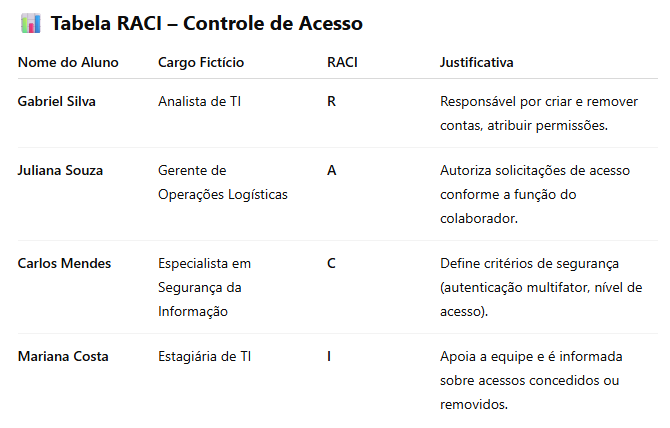 Tabela RACI – Controle de Acesso
Nome do Aluno Cargo Fictício RACI Justificativa
Gabriel Silva Analista de TI R Responsável por criar e remover
contas, atribuir permissões.
Juliana Souza Gerente de A Autoriza solicitações de acesso
Operações Logísticas conforme a função do
colaborador.
Carlos Mendes Especialista em C Define critérios de segurança
Segurança da (autenticação multifator, nível de
Informação acesso).
Mariana Costa Estagiária de TI I Apoia a equipe e é informada
sobre acessos concedidos ou
removidos.